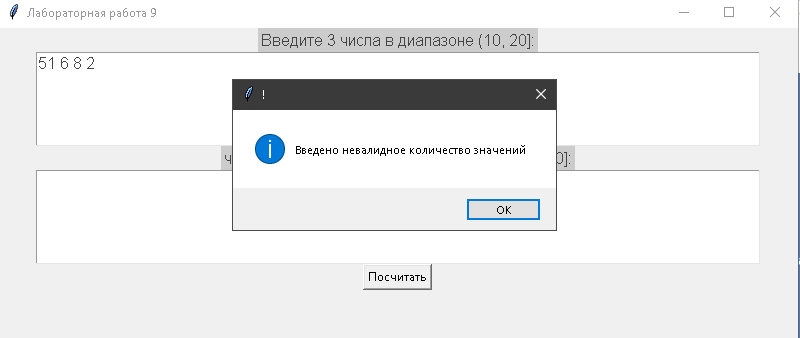 Лабораторная работа 9
Введите 3 числа в диапазоне (10, 20]:
51 6 8 2
!
Введено невалидное количество значений
OK
0]:
Посчитать